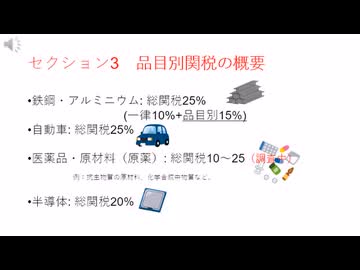 セクション3　品目別関税の概要
•鉄鋼・アルミニウム: 総関税25%
(一律10%+品目別15%)
•自動車: 総関税25%
•医薬品・原材料（原薬）: 総関税10～25（調査中）
例：抗生物質の原材料、化学合成中間物質など。
•半導体: 総関税20%